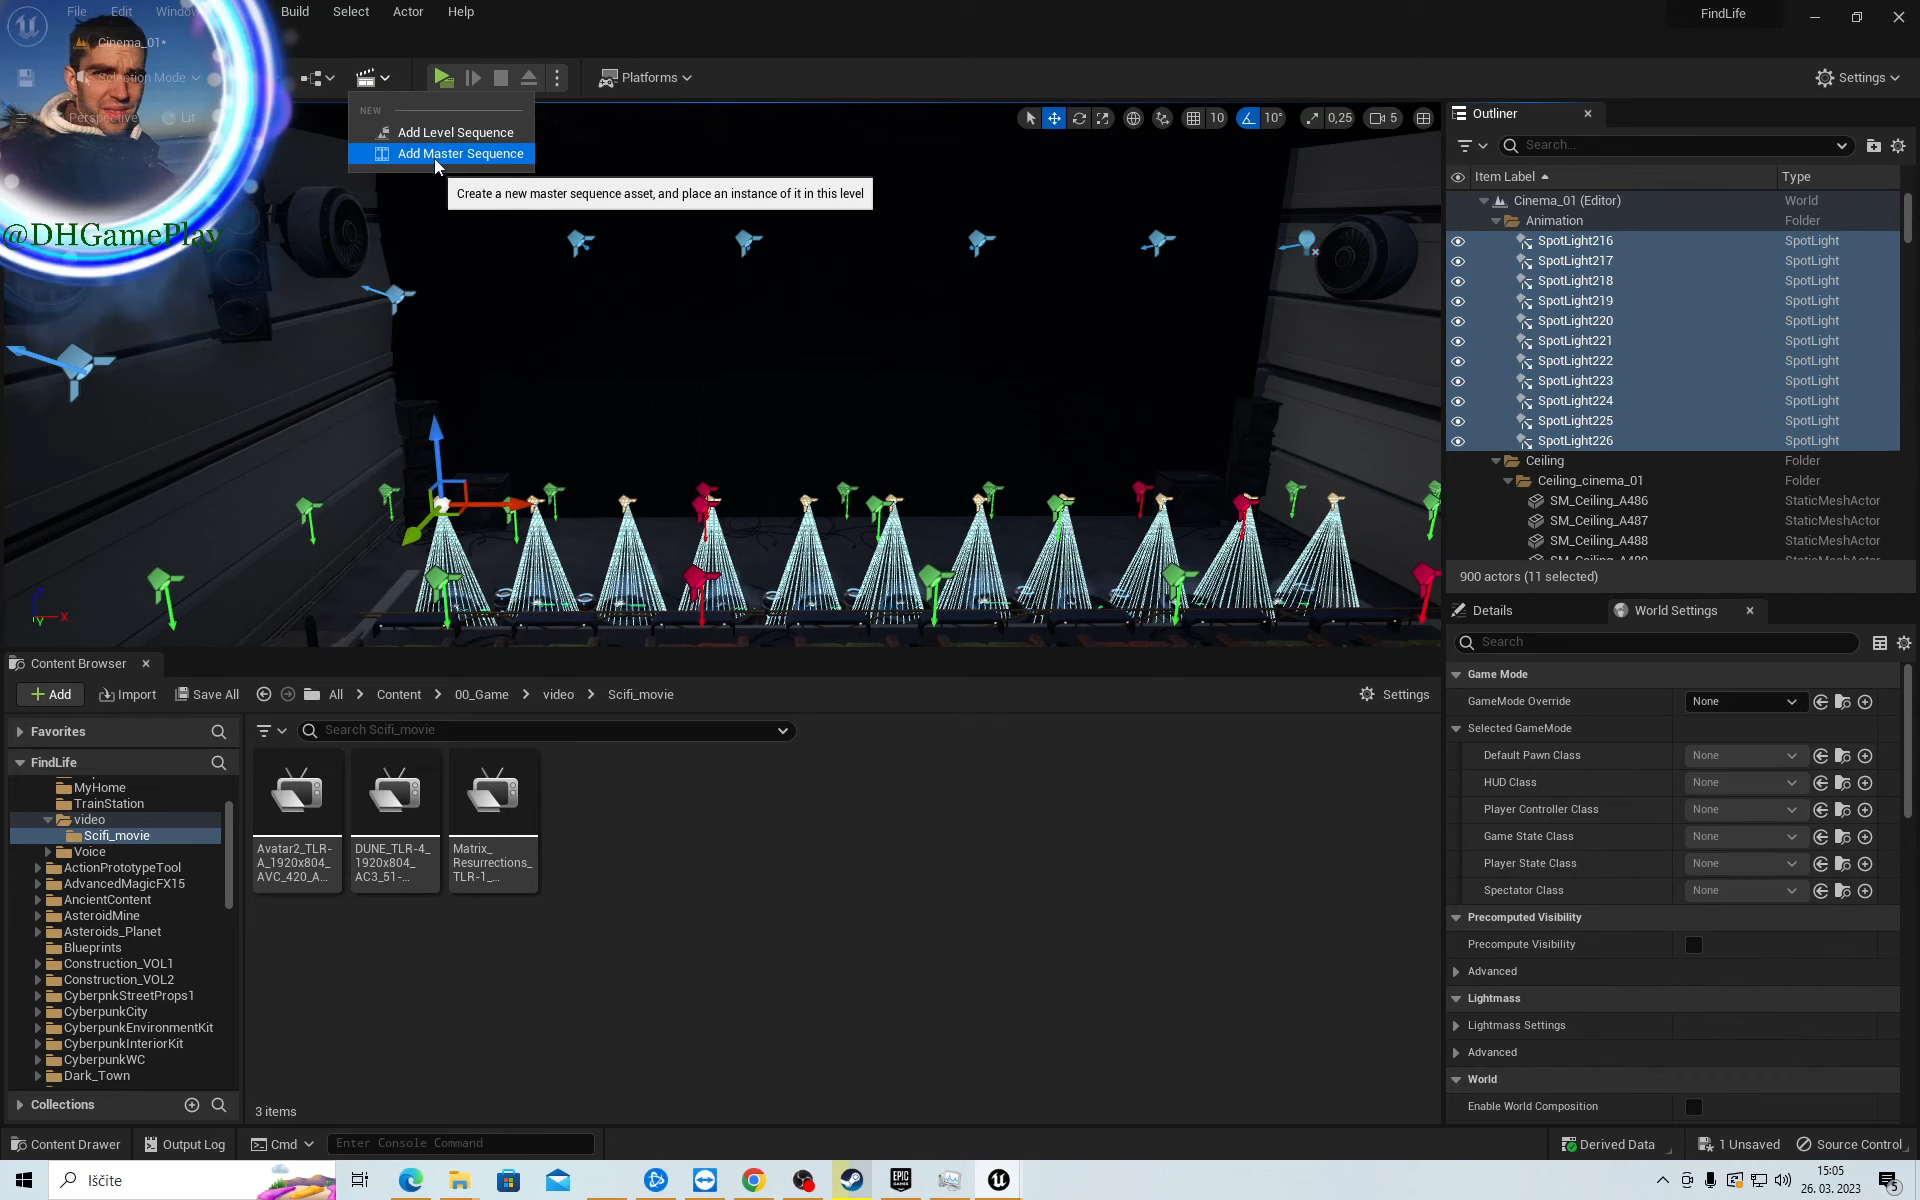 File Edit Window Build Select Actor Help
FindLife
Cinema_01*
Selection Mode
Platforms
Settings
NEW
Add Level Sequence
Add Master Sequence
Create a new master sequence asset, and place an instance of it in this level
Perspective Lit
10 10° 0,25 5
@DHGamePlay
Outliner
Search...
Item Label Type
Cinema_01 (Editor) World
Animation Folder
SpotLight216 SpotLight
SpotLight217 SpotLight
SpotLight218 SpotLight
SpotLight219 SpotLight
SpotLight220 SpotLight
SpotLight221 SpotLight
SpotLight222 SpotLight
SpotLight223 SpotLight
SpotLight224 SpotLight
SpotLight225 SpotLight
SpotLight226 SpotLight
Ceiling Folder
Ceiling_cinema_01 Folder
SM_Ceiling_A486 StaticMeshActor
SM_Ceiling_A487 StaticMeshActor
SM_Ceiling_A488 StaticMeshActor
900 actors (11 selected)
Details World Settings
Search
Game Mode
GameMode Override None
Selected GameMode
Default Pawn Class None
HUD Class None
Player Controller Class None
Game State Class None
Player State Class None
Spectator Class None
Precomputed Visibility
Precompute Visibility
Advanced
Lightmass
Lightmass Settings
Advanced
World
Enable World Composition
Z
X
Y
Content Browser
Add Import Save All All Content 00_Game video Scifi_movie Settings
Favorites
FindLife
MyHome
TrainStation
video
Scifi_movie
Voice
ActionPrototypeTool
AdvancedMagicFX15
AncientContent
AsteroidMine
Asteroids_Planet
Blueprints
Construction_VOL1
Construction_VOL2
CyberpnkStreetProps1
CyberpunkCity
CyberpunkEnvironmentKit
CyberpunkInteriorKit
CyberpunkWC
Dark_Town
Collections
Search Scifi_movie
Avatar2_TLR-
A_1920x804_
AVC_420_A...
DUNE_TLR-4_
1920x804_
AC3_51-...
Matrix_
Resurrections_
TLR-1_...
3 items
Content Drawer Output Log Cmd Enter Console Command Derived Data 1 Unsaved Source Control
Iščite
EPIC
GAMES
15:05
26. 03. 2023
5